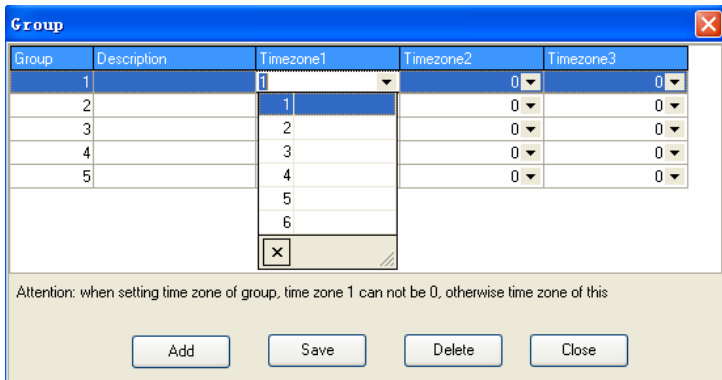 Group
Group Description Timezone1 Timezone2 Timezone3
1 1 0 0
2 0 0
3 0 0
4 0 0
5 0 0
1
2
3
4
5
6
Attention: when setting time zone of group, time zone 1 can not be 0, otherwise time zone of this
Add Save Delete Close